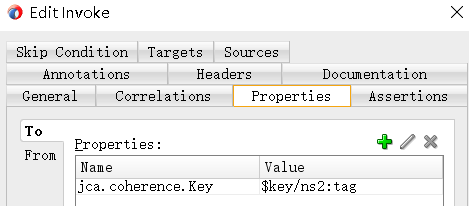 Edit Invoke
Skip Condition Targets Sources
Annotations Headers Documentation
General Correlations Properties Assertions
To
From
Properties:
Name Value
jca.coherence.Key $key/ns2:tag